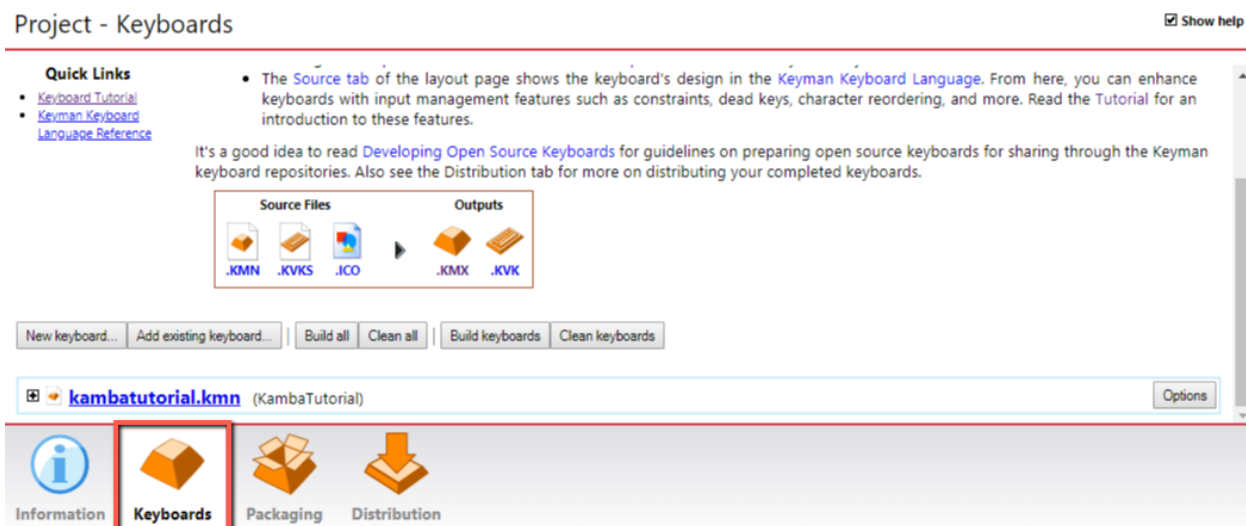 Project - Keyboards
Show help
Quick Links
• Keyboard Tutorial
• Keyman Keyboard
Language Reference
• The Source tab of the layout page shows the keyboard's design in the Keyman Keyboard Language. From here, you can enhance
keyboards with input management features such as constraints, dead keys, character reordering, and more. Read the Tutorial for an
introduction to these features.
It's a good idea to read Developing Open Source Keyboards for guidelines on preparing open source keyboards for sharing through the Keyman
keyboard repositories. Also see the Distribution tab for more on distributing your completed keyboards.
Source Files Outputs
.KMN .KVKS .ICO .KMX .KVK
New keyboard... Add existing keyboard... Build all Clean all Build keyboards Clean keyboards
kambatutorial.kmn (KambaTutorial) Options
Information Keyboards Packaging Distribution